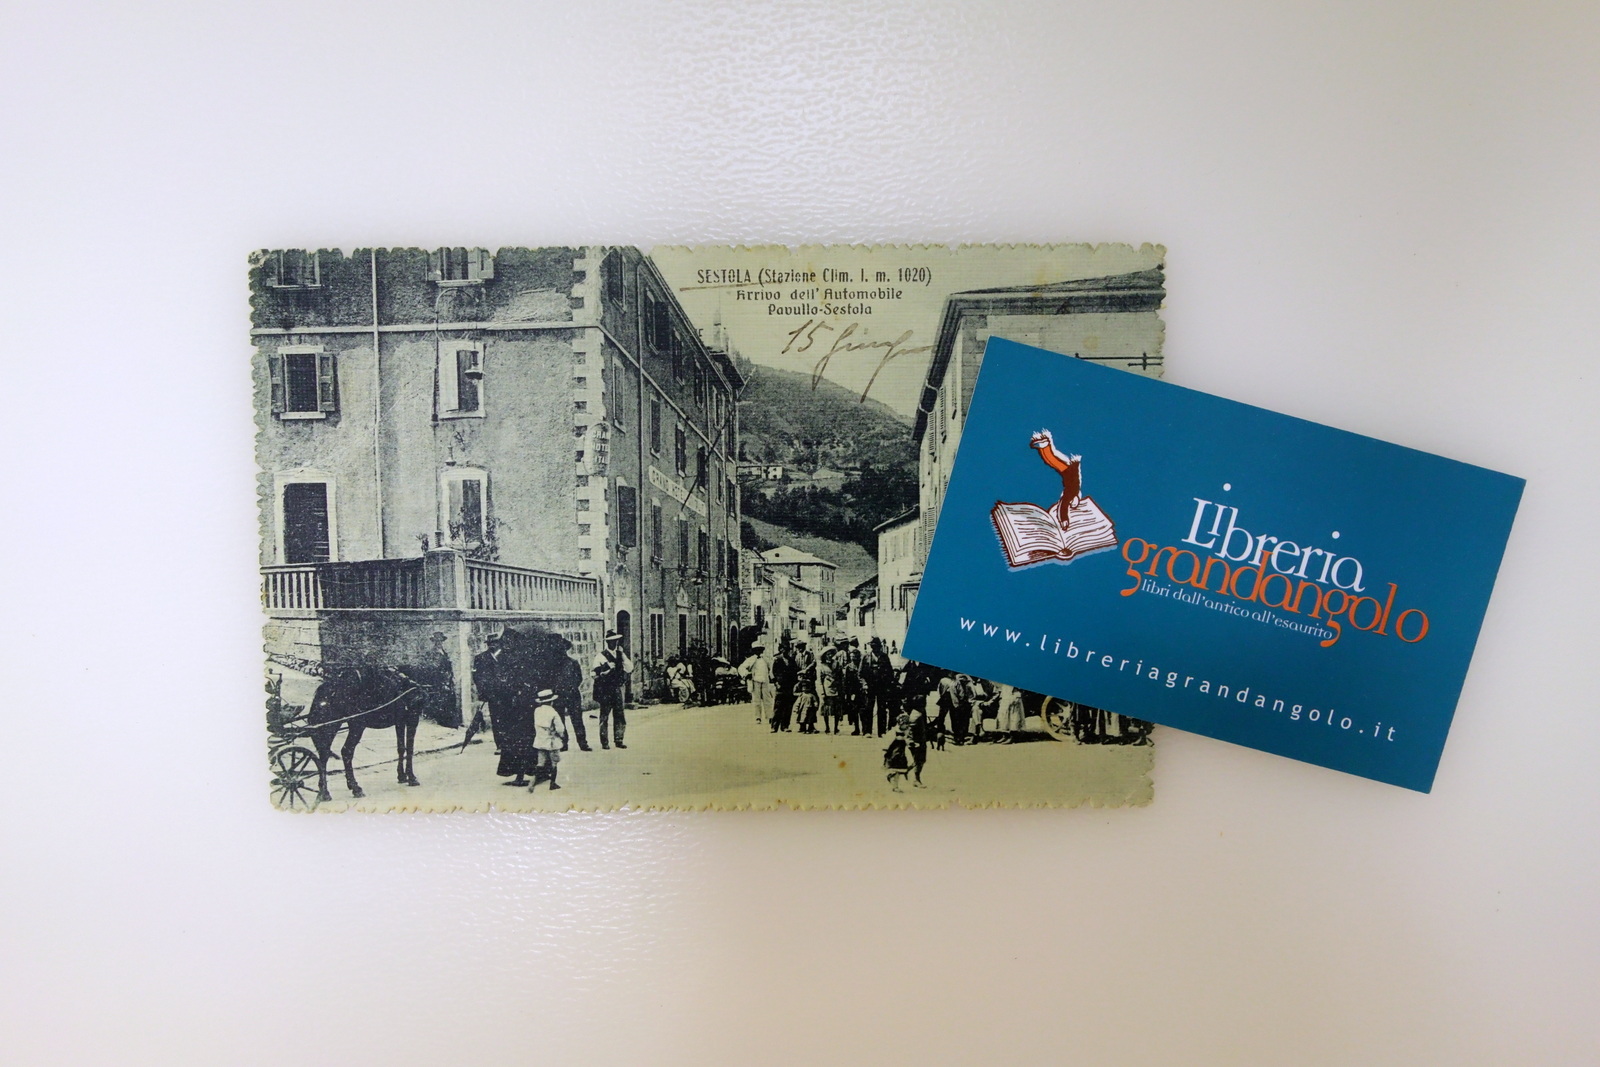 SESTOLA (Stazione Clim. l. m. 1020)
Arrivo dell' Automobile
Pavullo-Sestola
15 Giugno
Libreria
grandangolo
libri dall'antico all'esaurito
www.libreriagrandangolo.it